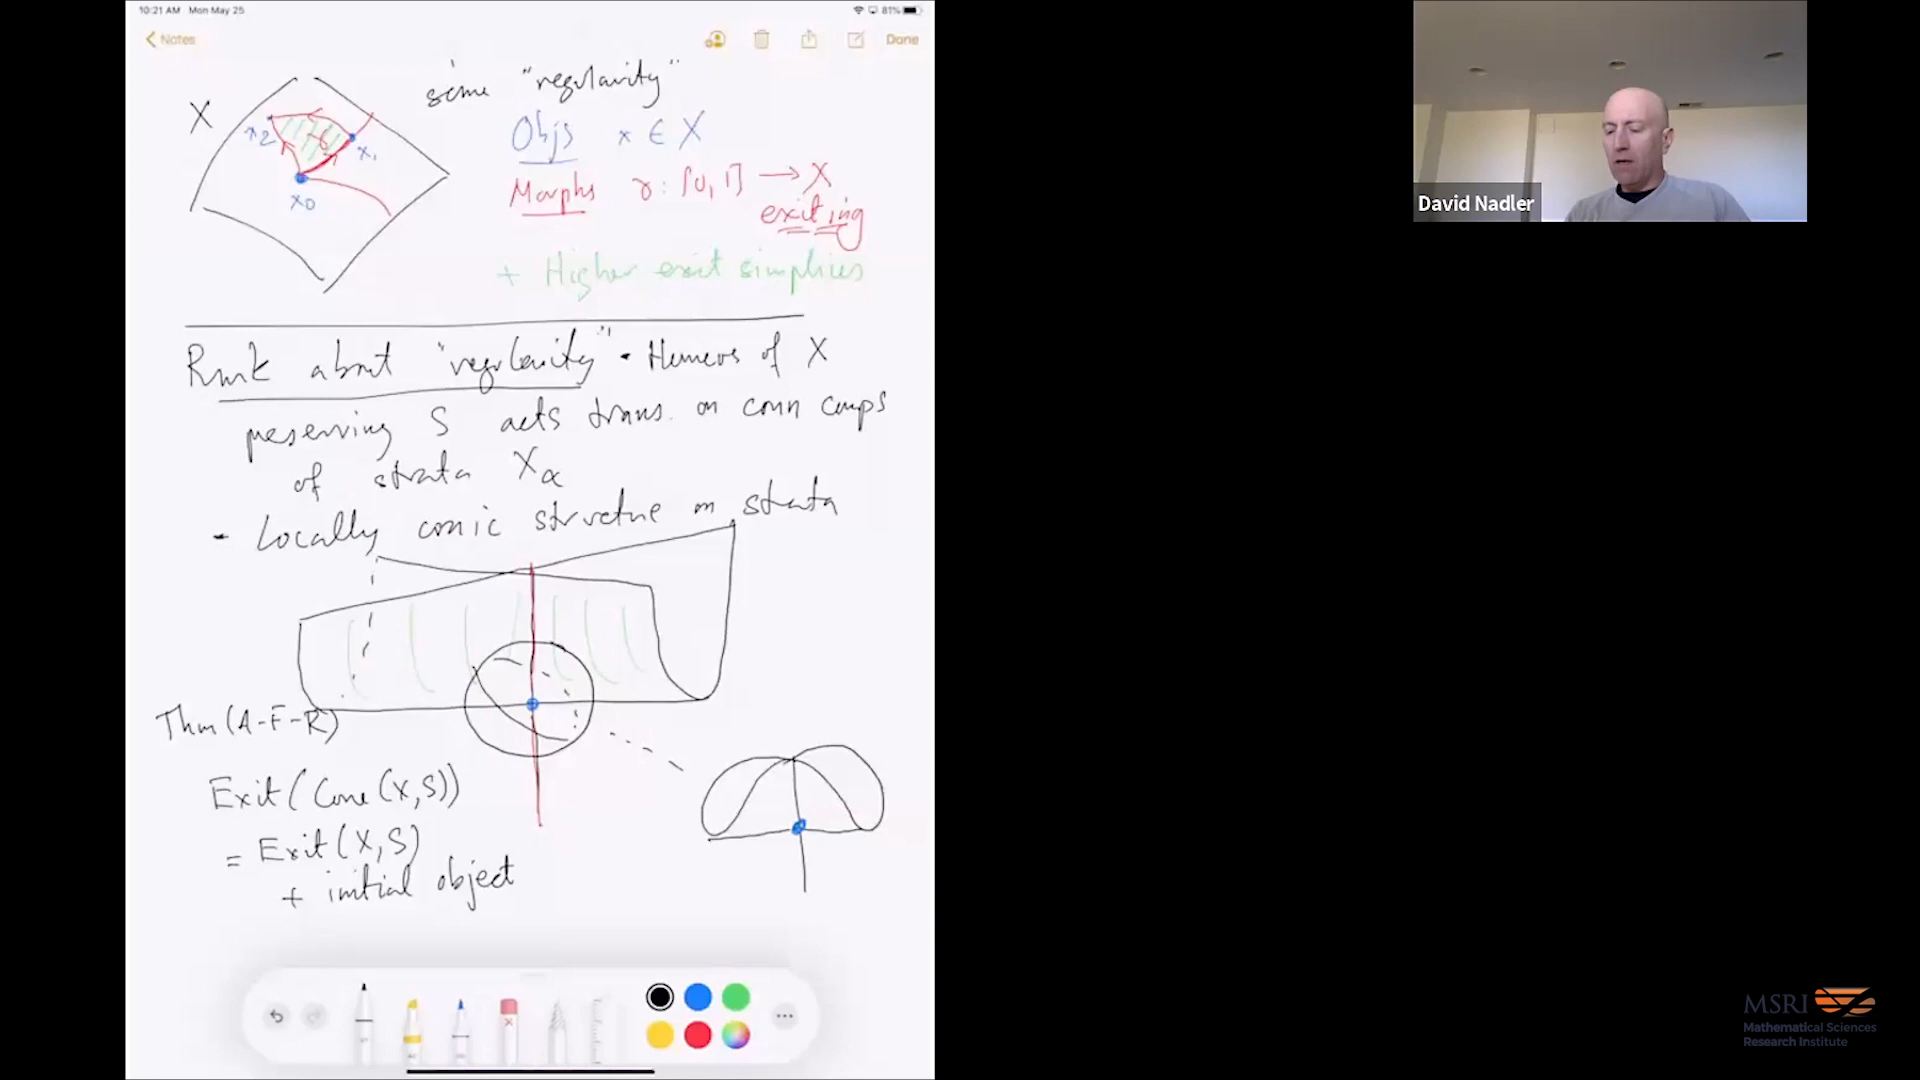 10:21 AM Mon May 25
81%
Notes
Done
some "regularity"
X
Objs x ∈ X
x2
x1
γ
x0
Morphs γ : [0, 1] → X
exiting
+ Higher exit simplices
Rmk about "regularity" • Homeos of X
preserving S acts trans. on conn comps
of strata Xα
- Locally conic structure on strata
Thm (A-F-R)
Exit (Cone (X, S))
= Exit (X, S)
+ initial object
David Nadler
MSRI
Mathematical Sciences
Research Institute